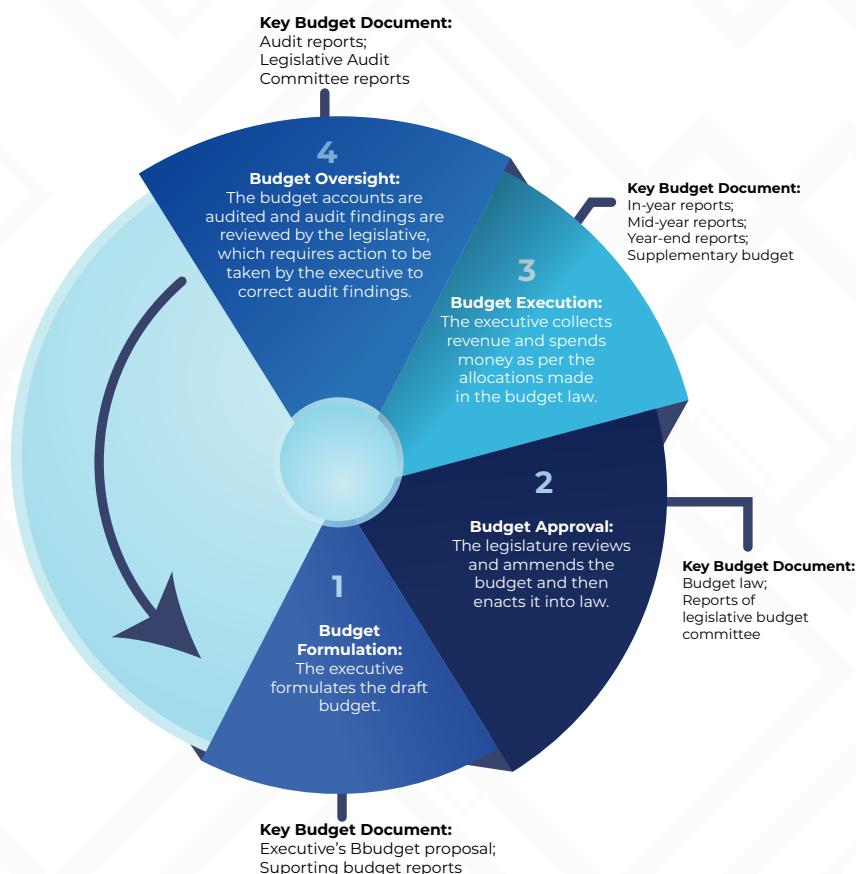 Key Budget Document:
Audit reports;
Legislative Audit
Committee reports
4
Budget Oversight:
The budget accounts are
audited and audit findings are
reviewed by the legislative,
which requires action to be
taken by the executive to
correct audit findings.
Key Budget Document:
In-year reports;
Mid-year reports;
Year-end reports;
Supplementary budget
3
Budget Execution:
The executive collects
revenue and spends
money as per the
allocations made
in the budget law.
2
Budget Approval:
The legislature reviews
and ammends the
budget and then
enacts it into law.
Key Budget Document:
Budget law;
Reports of
legislative budget
committee
1
Budget
Formulation:
The executive
formulates the draft
budget.
Key Budget Document:
Executive's Bbudget proposal;
Suporting budget reports